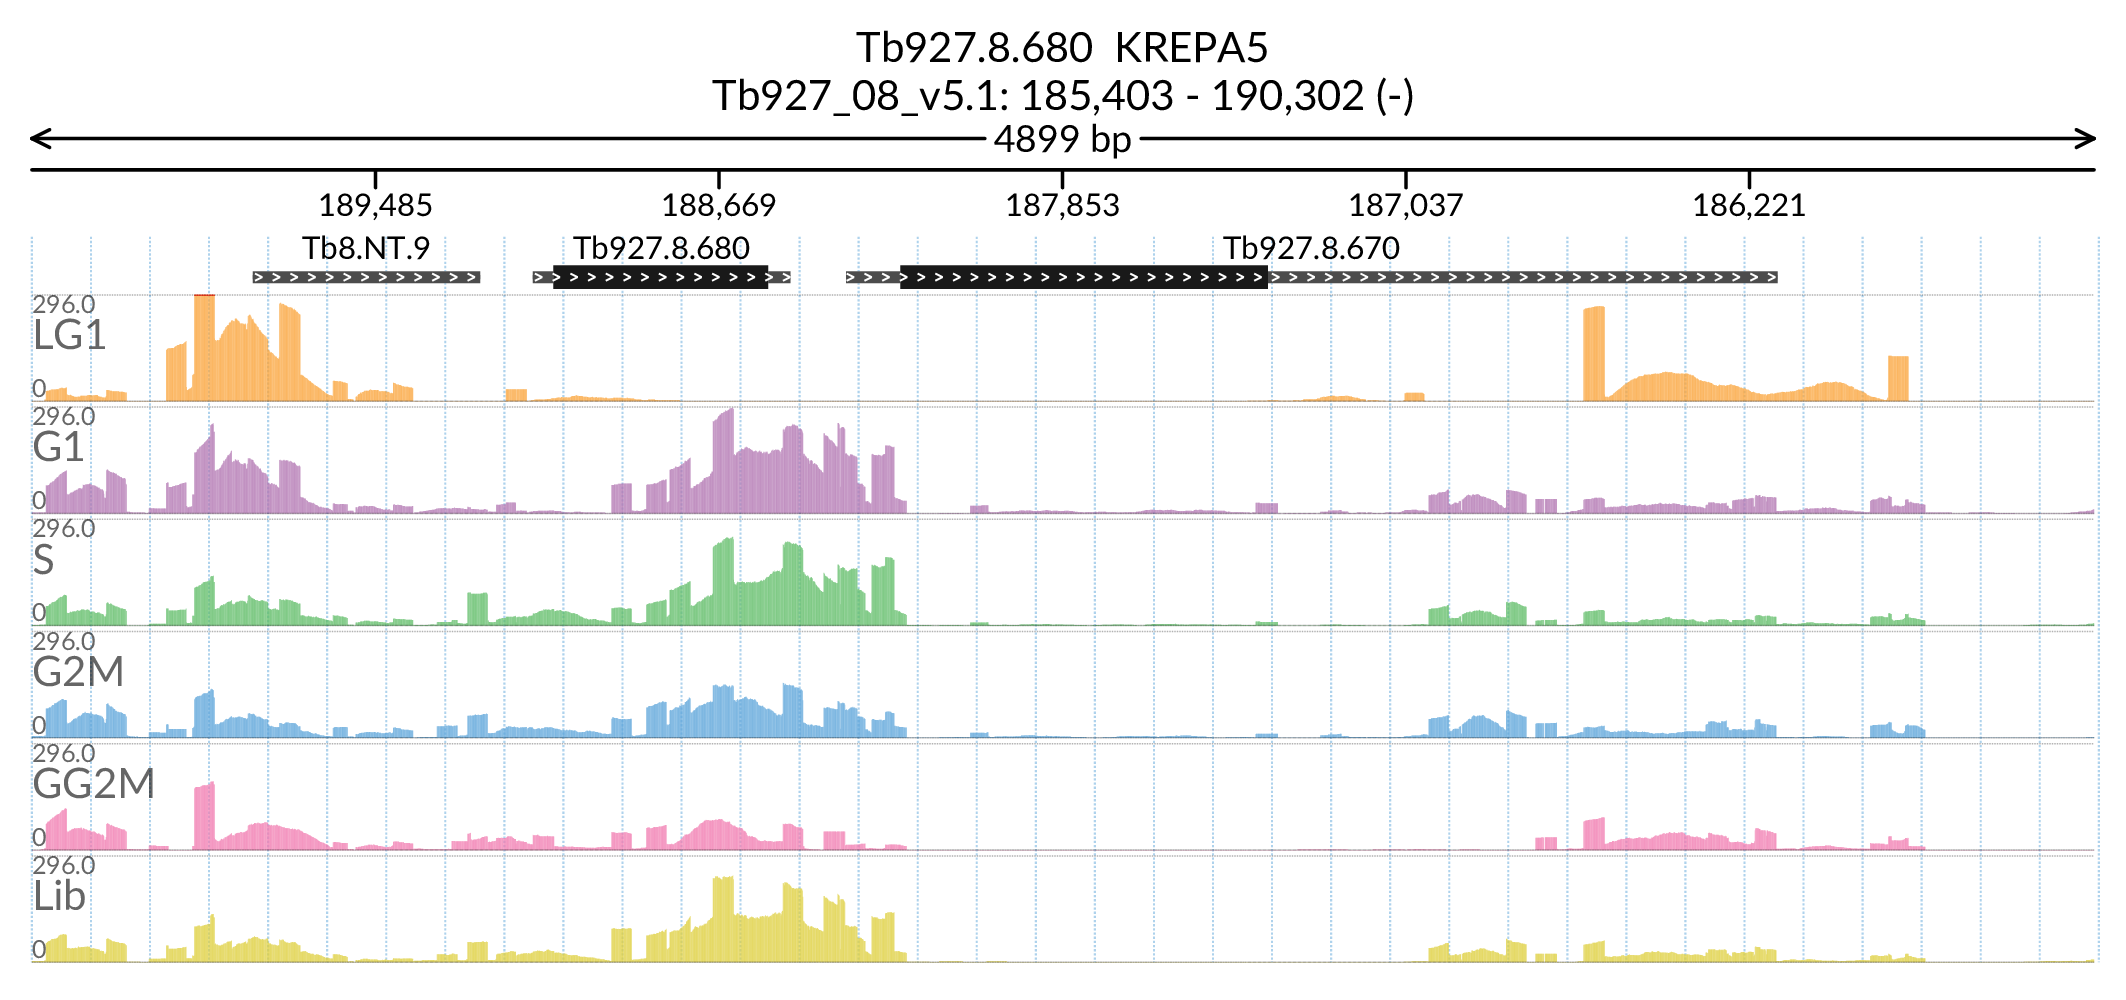 Tb927.8.680 KREPA5
Tb927_08_v5.1: 185,403 - 190,302 (-)
4899 bp
189,485 188,669 187,853 187,037 186,221
Tb8.NT.9 Tb927.8.680 Tb927.8.670
296.0
LG1
0
296.0
G1
0
296.0
S
0
296.0
G2M
0
296.0
GG2M
0
296.0
Lib
0